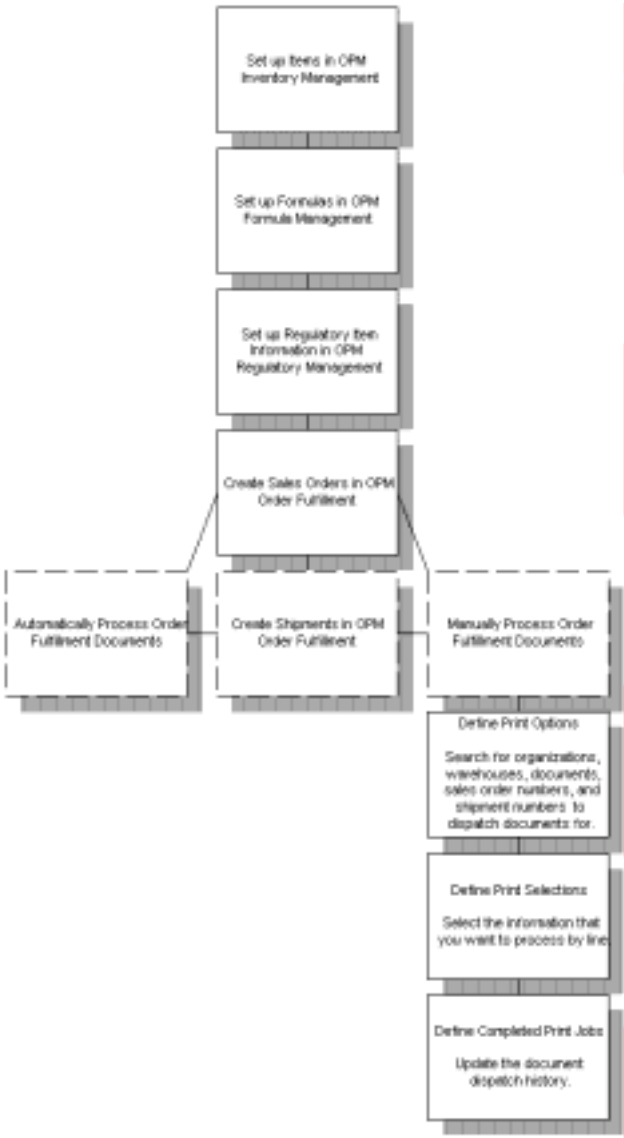 Set up Items in OPM
Inventory Management
Set up Formulas in OPM
Formula Management
Set up Regulatory Item
Information in OPM
Regulatory Management
Create Sales Orders in OPM
Order Fulfillment
Automatically Process Order
Fulfillment Documents
Create Shipments in OPM
Order Fulfillment
Manually Process Order
Fulfillment Documents
Define Print Options
Search for organizations,
warehouses, documents,
sales order numbers, and
shipment numbers to
dispatch documents for.
Define Print Selections
Select the information that
you want to process by line
Define Completed Print Jobs
Update the document
dispatch history.